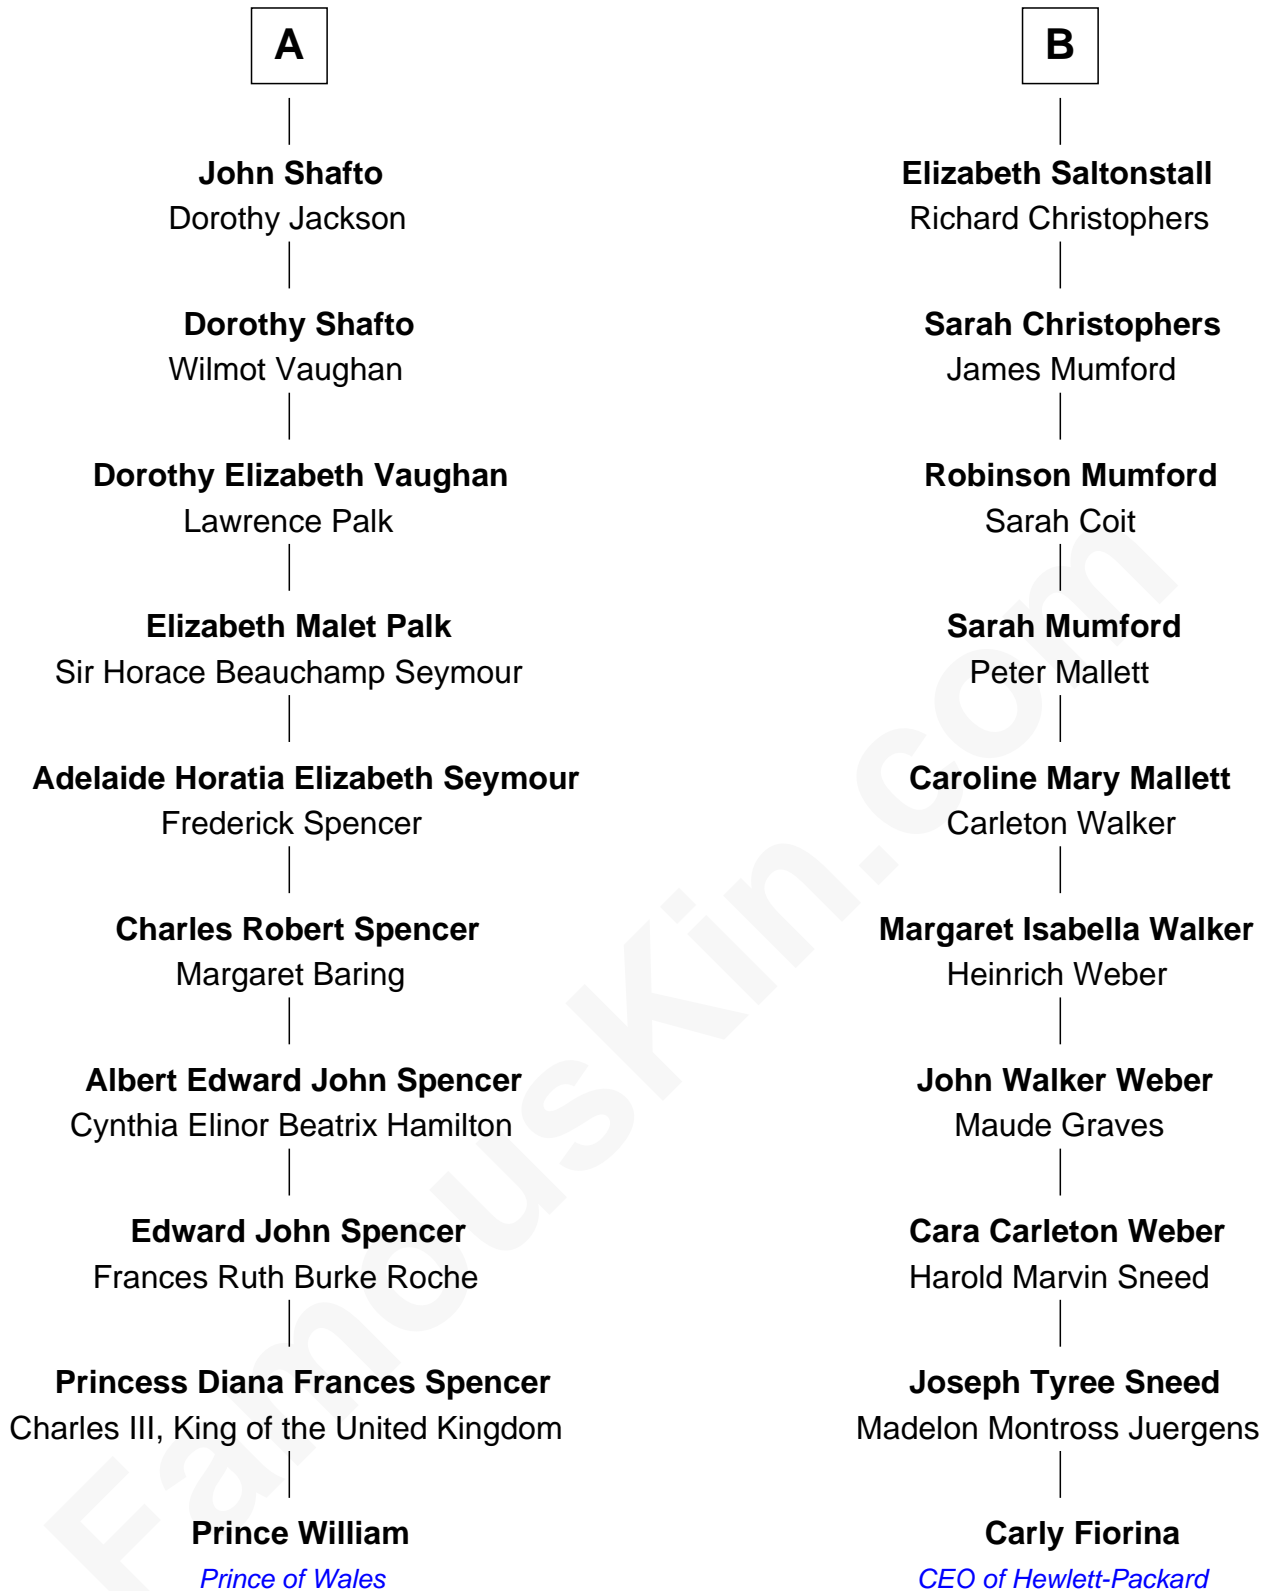 A
John Shafto
Dorothy Jackson
Dorothy Shafto
Wilmot Vaughan
Dorothy Elizabeth Vaughan
Lawrence Palk
Elizabeth Malet Palk
Sir Horace Beauchamp Seymour
Adelaide Horatia Elizabeth Seymour
Frederick Spencer
Charles Robert Spencer
Margaret Baring
Albert Edward John Spencer
Cynthia Elinor Beatrix Hamilton
Edward John Spencer
Frances Ruth Burke Roche
Princess Diana Frances Spencer
Charles III, King of the United Kingdom
Prince William
Prince of Wales
B
Elizabeth Saltonstall
Richard Christophers
Sarah Christophers
James Mumford
Robinson Mumford
Sarah Coit
Sarah Mumford
Peter Mallett
Caroline Mary Mallett
Carleton Walker
Margaret Isabella Walker
Heinrich Weber
John Walker Weber
Maude Graves
Cara Carleton Weber
Harold Marvin Sneed
Joseph Tyree Sneed
Madelon Montross Juergens
Carly Fiorina
CEO of Hewlett-Packard
FamousKin.com